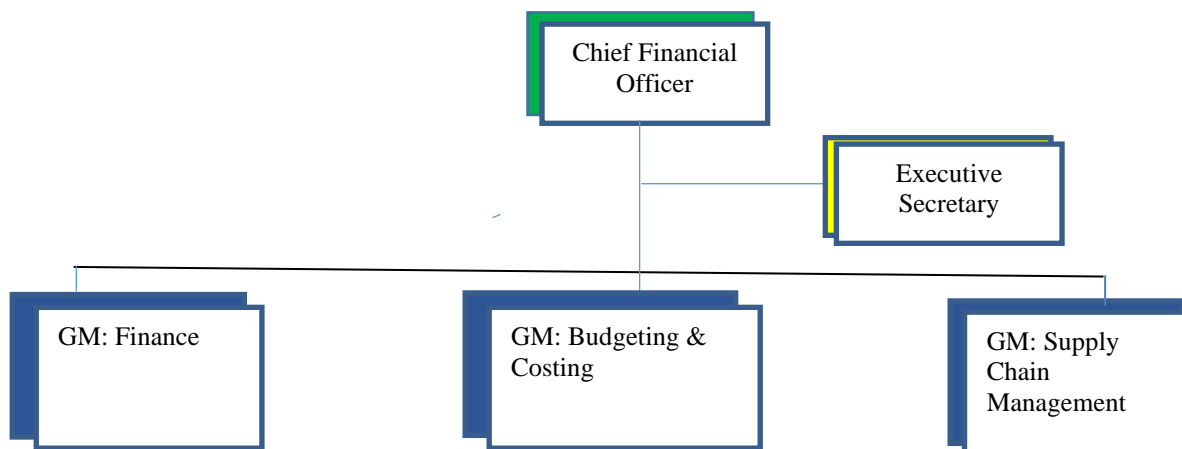 Chief Financial
Officer
Executive
Secretary
GM: Finance
GM: Budgeting &
Costing
GM: Supply
Chain
Management